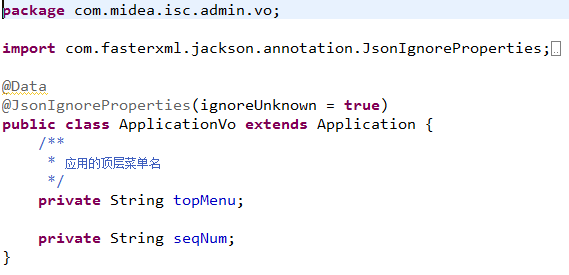 package com.midea.isc.admin.vo;
import com.fasterxml.jackson.annotation.JsonIgnoreProperties;
@Data
@JsonIgnoreProperties(ignoreUnknown = true)
public class ApplicationVo extends Application {
/**
* 应用的顶层菜单名
*/
private String topMenu;
private String seqNum;
}